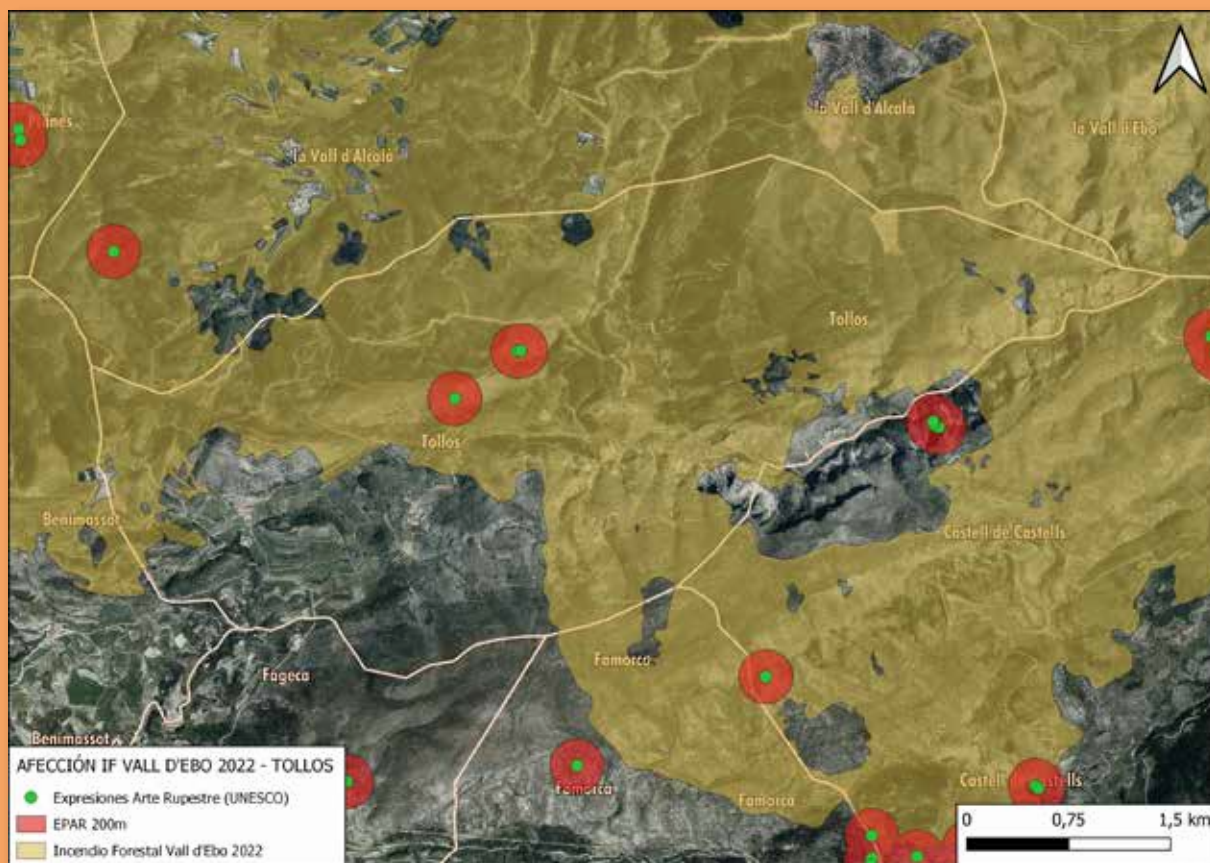 la Vall d'Alcalà
la Vall d'Ebo
Planes
la Vall d'Alcalà
Tollos
Tollos
Benimassot
Castell de Castells
Famorca
Fageca
Benimassot
Famorca
Famorca
Castell de Castells
AFECCIÓN IF VALL D'EBO 2022 - TOLLOS
Expresiones Arte Rupestre (UNESCO)
EPAR 200m
Incendio Forestal Vall d'Ebo 2022
0 0,75 1,5 km